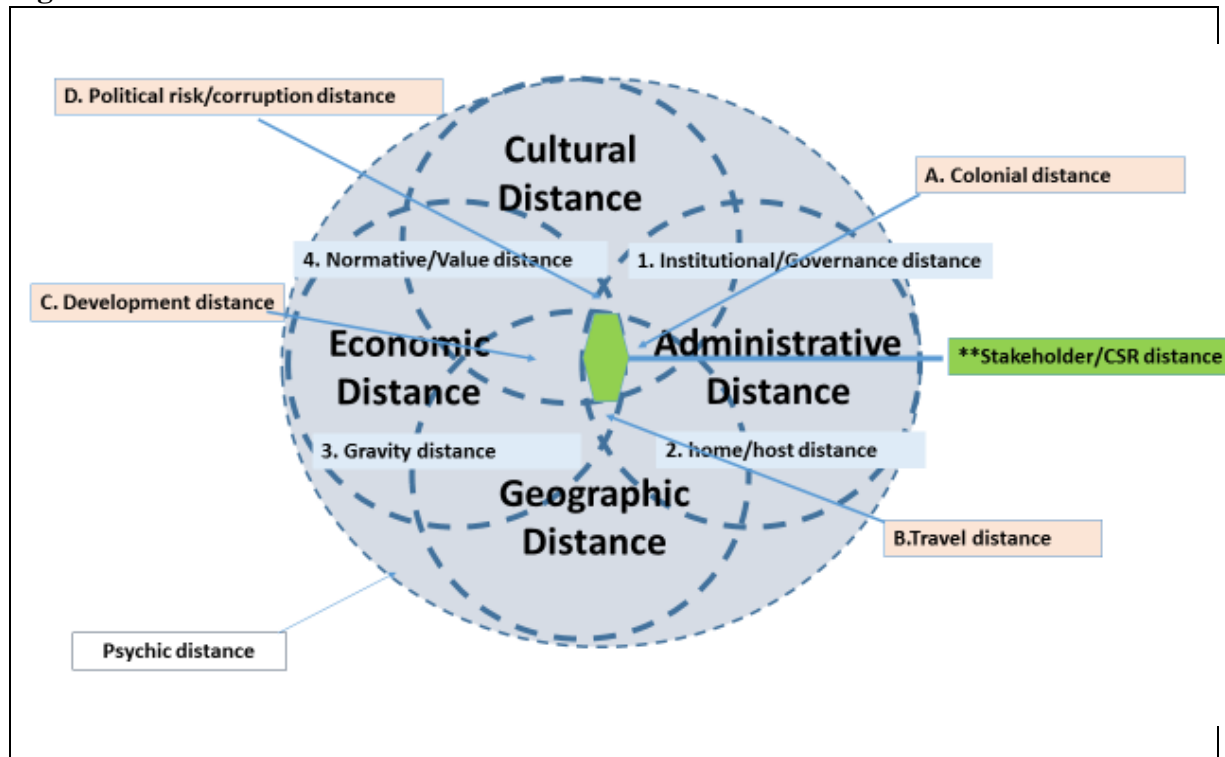 D. Political risk/corruption distance
Cultural
Distance
A. Colonial distance
4. Normative/Value distance
1. Institutional/Governance distance
C. Development distance
Economic
Distance
Administrative
Distance
**Stakeholder/CSR distance
3. Gravity distance
2. home/host distance
Geographic
Distance
B.Travel distance
Psychic distance